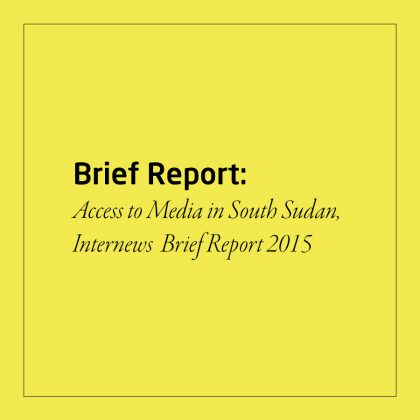 Brief Report:
Access to Media in South Sudan,
Internews Brief Report 2015